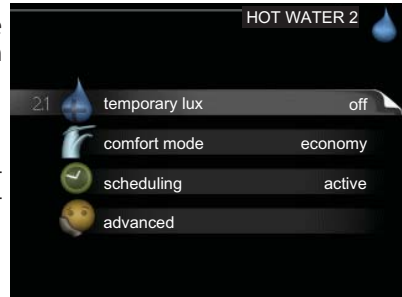 HOT WATER 2
2.1 temporary lux off
comfort mode economy
scheduling active
advanced